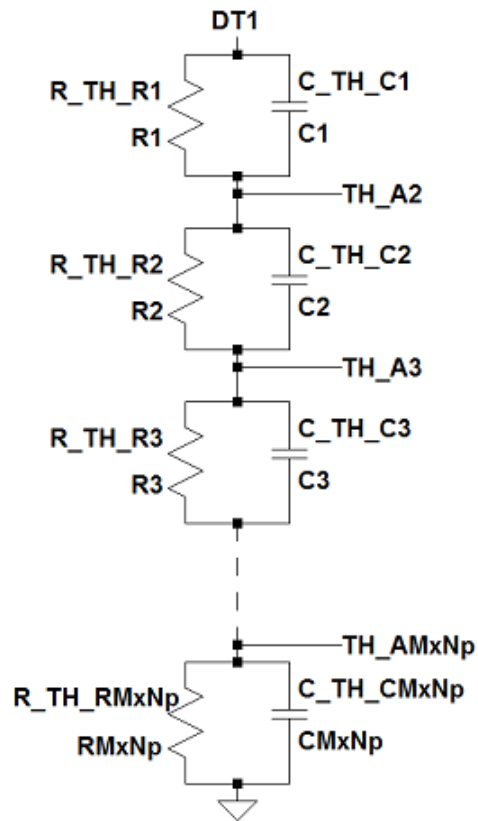 DT1
R_TH_R1
C_TH_C1
R1
C1
TH_A2
R_TH_R2
C_TH_C2
R2
C2
TH_A3
R_TH_R3
C_TH_C3
R3
C3
TH_AMxNp
R_TH_RMxNp
C_TH_CMxNp
RMxNp
CMxNp